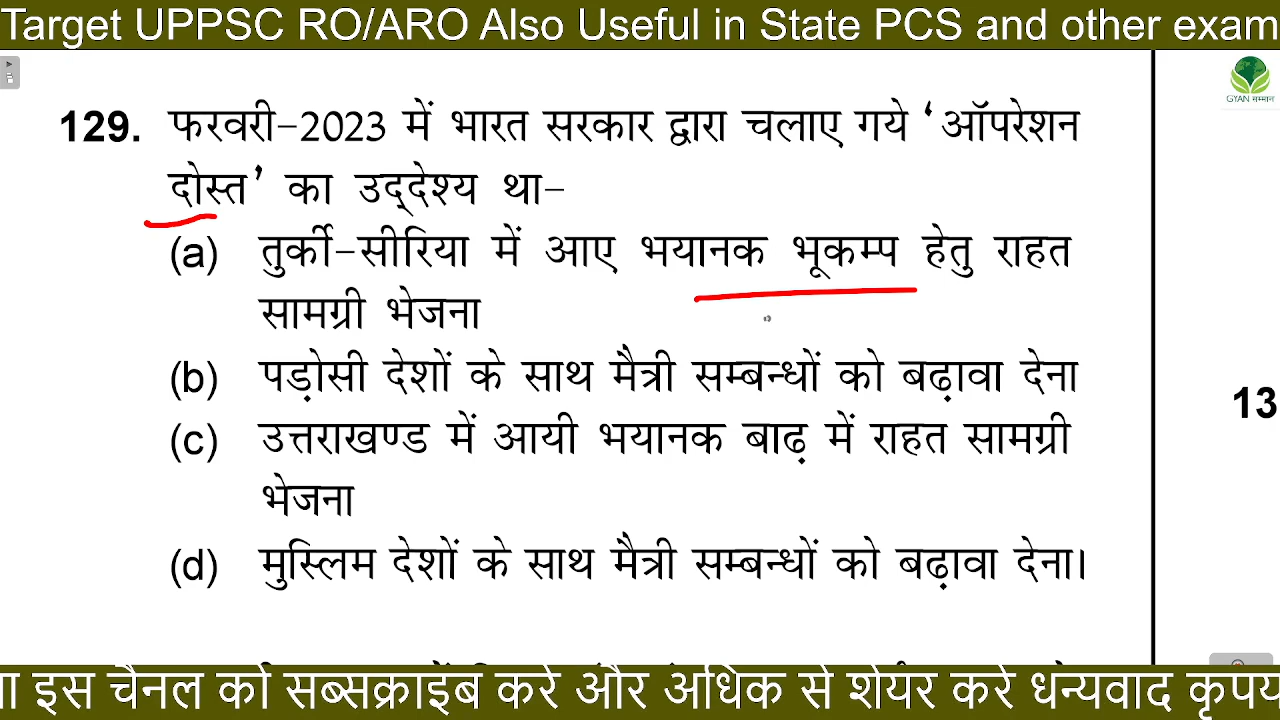 Target UPPSC RO/ARO Also Useful in State PCS and other exam
GYAN सम्मान
129. फरवरी-2023 में भारत सरकार द्वारा चलाए गये ‘ऑपरेशन
दोस्त’ का उद्देश्य था-
(a) तुर्की-सीरिया में आए भयानक भूकम्प हेतु राहत
सामग्री भेजना
(b) पड़ोसी देशों के साथ मैत्री सम्बन्धों को बढ़ावा देना
13
(c) उत्तराखण्ड में आयी भयानक बाढ़ में राहत सामग्री
भेजना
(d) मुस्लिम देशों के साथ मैत्री सम्बन्धों को बढ़ावा देना।
इस चैनल को सब्सक्राइब करे और अधिक से शेयर करे धन्यवाद कृपय